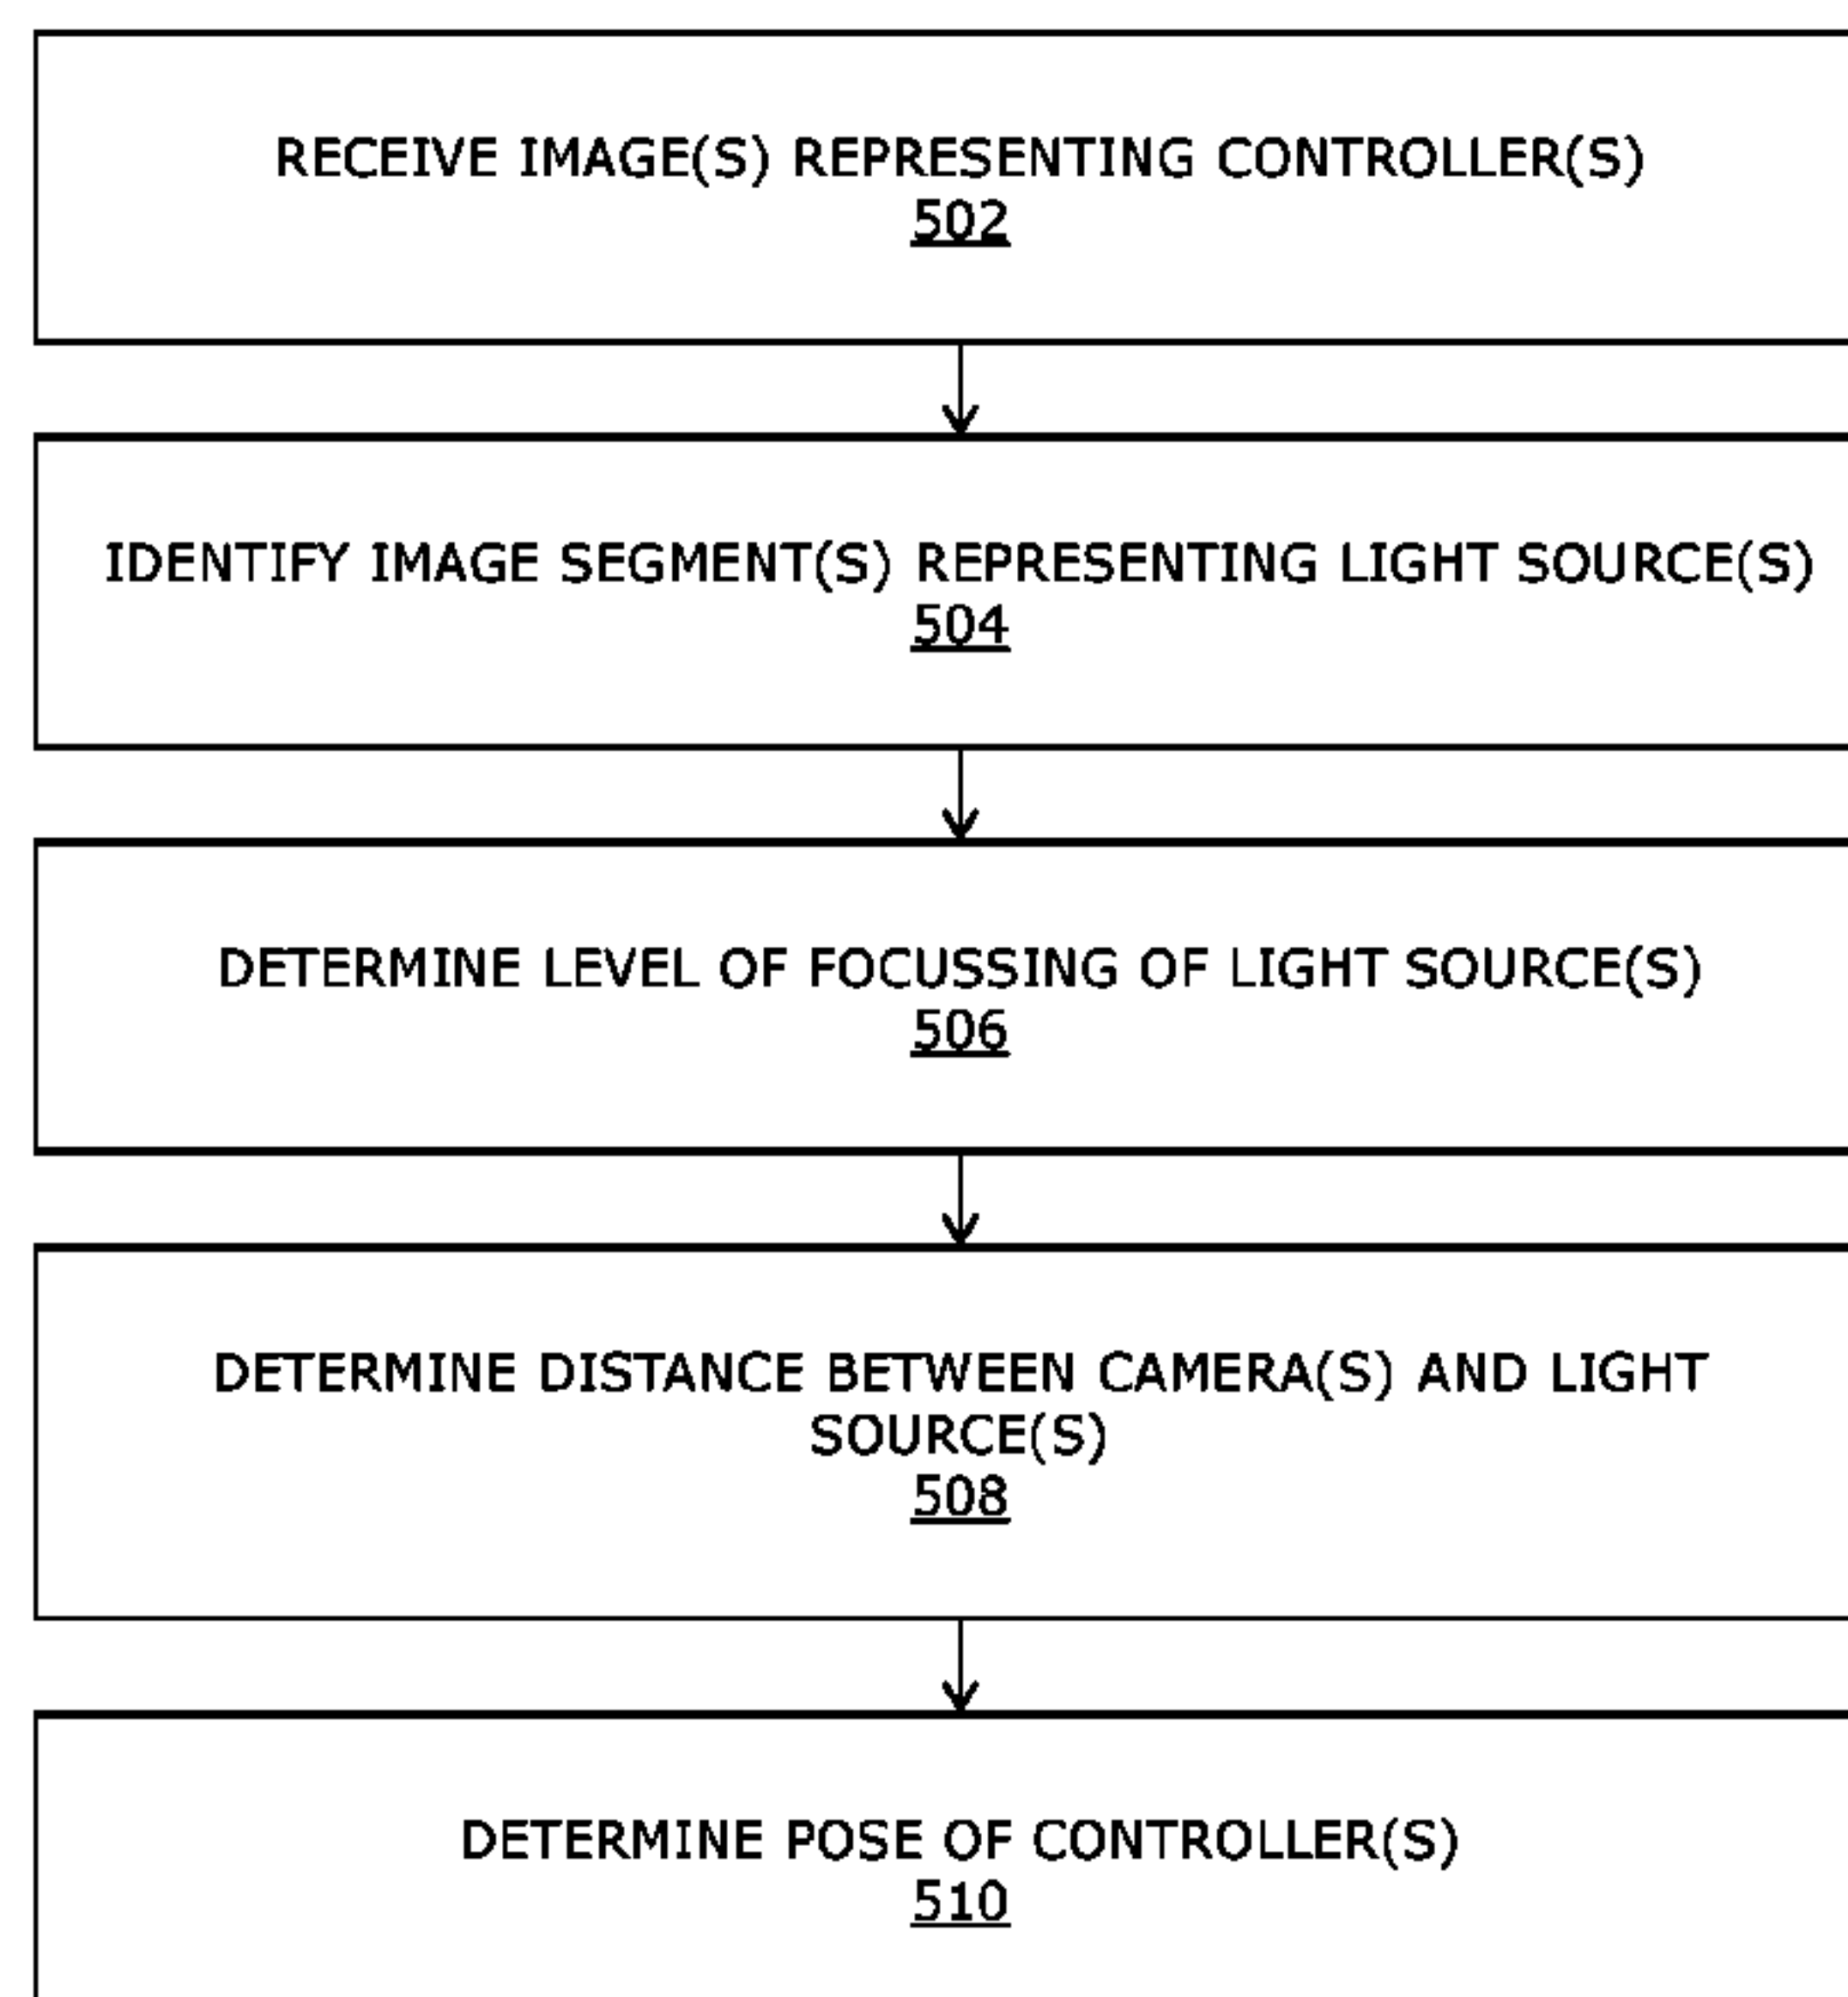 RECEIVE IMAGE(S) REPRESENTING CONTROLLER(S)
502
IDENTIFY IMAGE SEGMENT(S) REPRESENTING LIGHT SOURCE(S)
504
DETERMINE LEVEL OF FOCUSSING OF LIGHT SOURCE(S)
506
DETERMINE DISTANCE BETWEEN CAMERA(S) AND LIGHT
SOURCE(S)
508
DETERMINE POSE OF CONTROLLER(S)
510